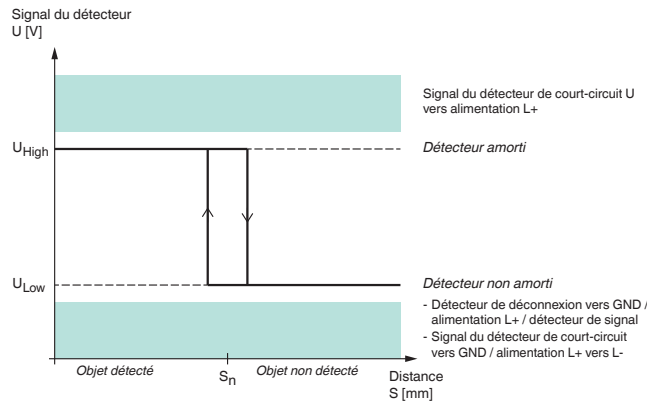 Signal du détecteur
U [V]
Signal du détecteur de court-circuit U
vers alimentation L+
UHigh
Détecteur amorti
ULow
Détecteur non amorti
- Détecteur de déconnexion vers GND /
alimentation L+ / détecteur de signal
- Signal du détecteur de court-circuit
vers GND / alimentation L+ vers L-
Objet détecté
Sn
Objet non détecté
Distance
S [mm]